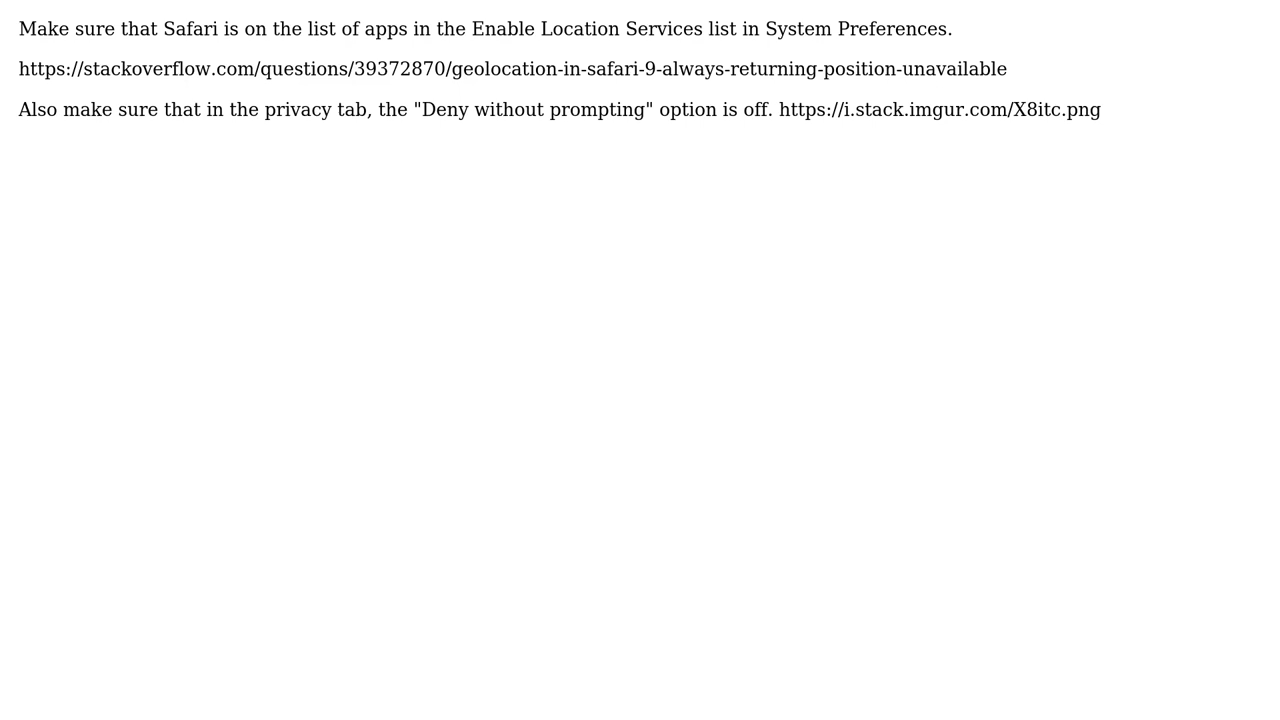 Make sure that Safari is on the list of apps in the Enable Location Services list in System Preferences.
https://stackoverflow.com/questions/39372870/geolocation-in-safari-9-always-returning-position-unavailable
Also make sure that in the privacy tab, the "Deny without prompting" option is off. https://i.stack.imgur.com/X8itc.png